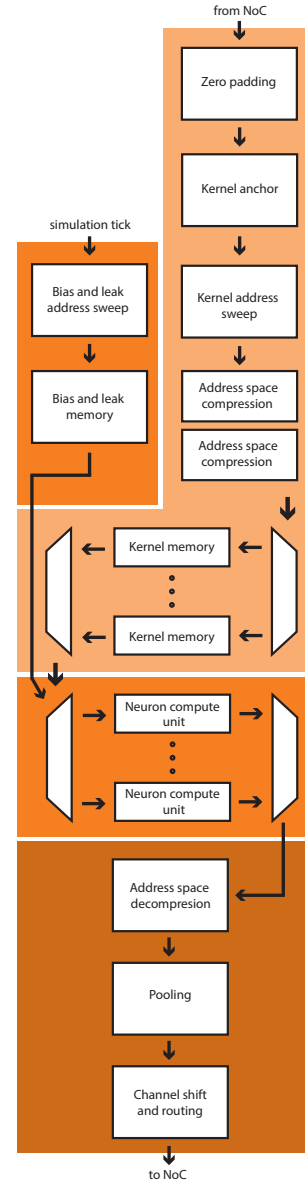 from NoC
Zero padding
Kernel anchor
simulation tick
Bias and leak
address sweep
Kernel address
sweep
Bias and leak
memory
Address space
compression
Address space
compression
Kernel memory
Kernel memory
Neuron compute
unit
Neuron compute
unit
Address space
decompresion
Pooling
Channel shift
and routing
to NoC